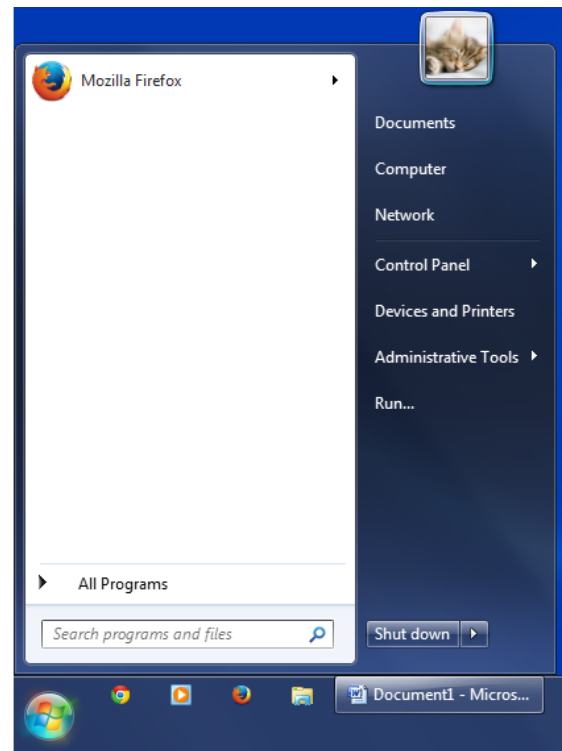 Mozilla Firefox
Documents
Computer
Network
Control Panel
Devices and Printers
Administrative Tools
Run...
All Programs
Search programs and files
Shut down
Document1 - Micros...